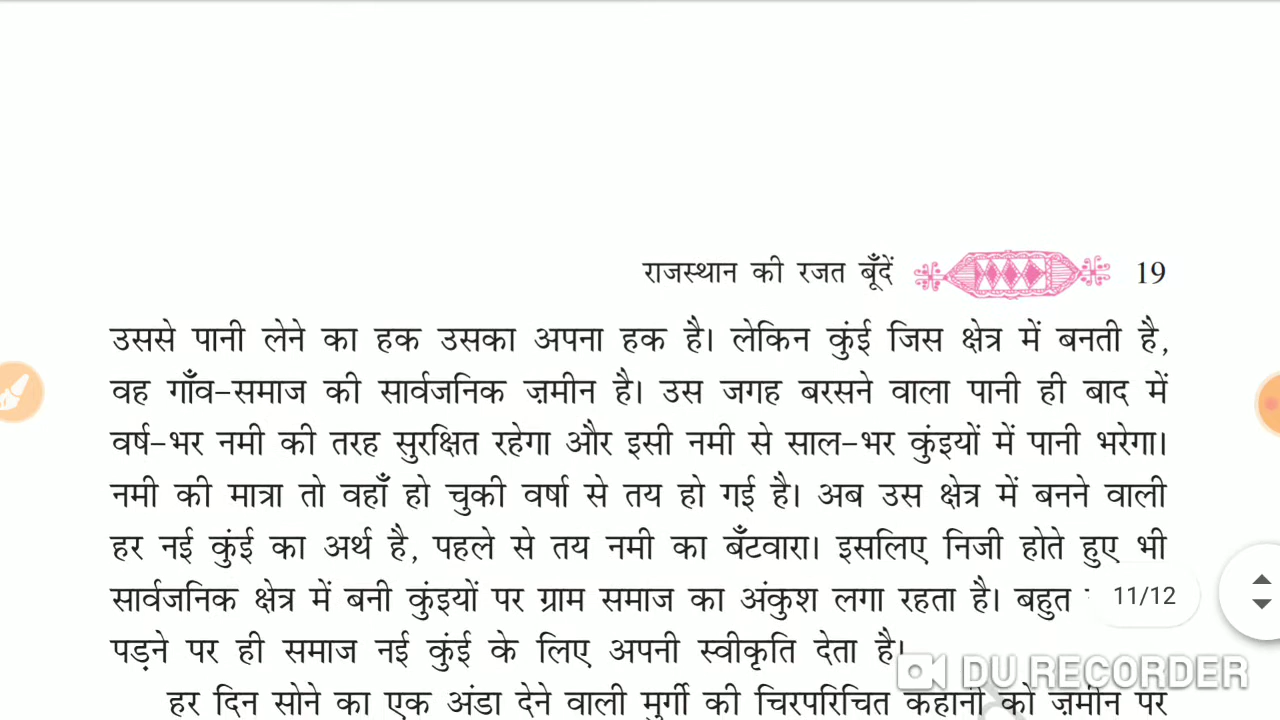 राजस्थान की रजत बूँदें 19
उससे पानी लेने का हक उसका अपना हक है। लेकिन कुंई जिस क्षेत्र में बनती है,
वह गाँव-समाज की सार्वजनिक ज़मीन है। उस जगह बरसने वाला पानी ही बाद में
वर्ष-भर नमी की तरह सुरक्षित रहेगा और इसी नमी से साल-भर कुंइयों में पानी भरेगा।
नमी की मात्रा तो वहाँ हो चुकी वर्षा से तय हो गई है। अब उस क्षेत्र में बनने वाली
हर नई कुंई का अर्थ है, पहले से तय नमी का बँटवारा। इसलिए निजी होते हुए भी
सार्वजनिक क्षेत्र में बनी कुंइयों पर ग्राम समाज का अंकुश लगा रहता है। बहुत
11/12
पड़ने पर ही समाज नई कुंई के लिए अपनी स्वीकृति देता है।
DU RECORDER
हर दिन सोने का एक अंडा देने वाली मुर्गी की चिरपरिचित कहानी को ज़मीन पर